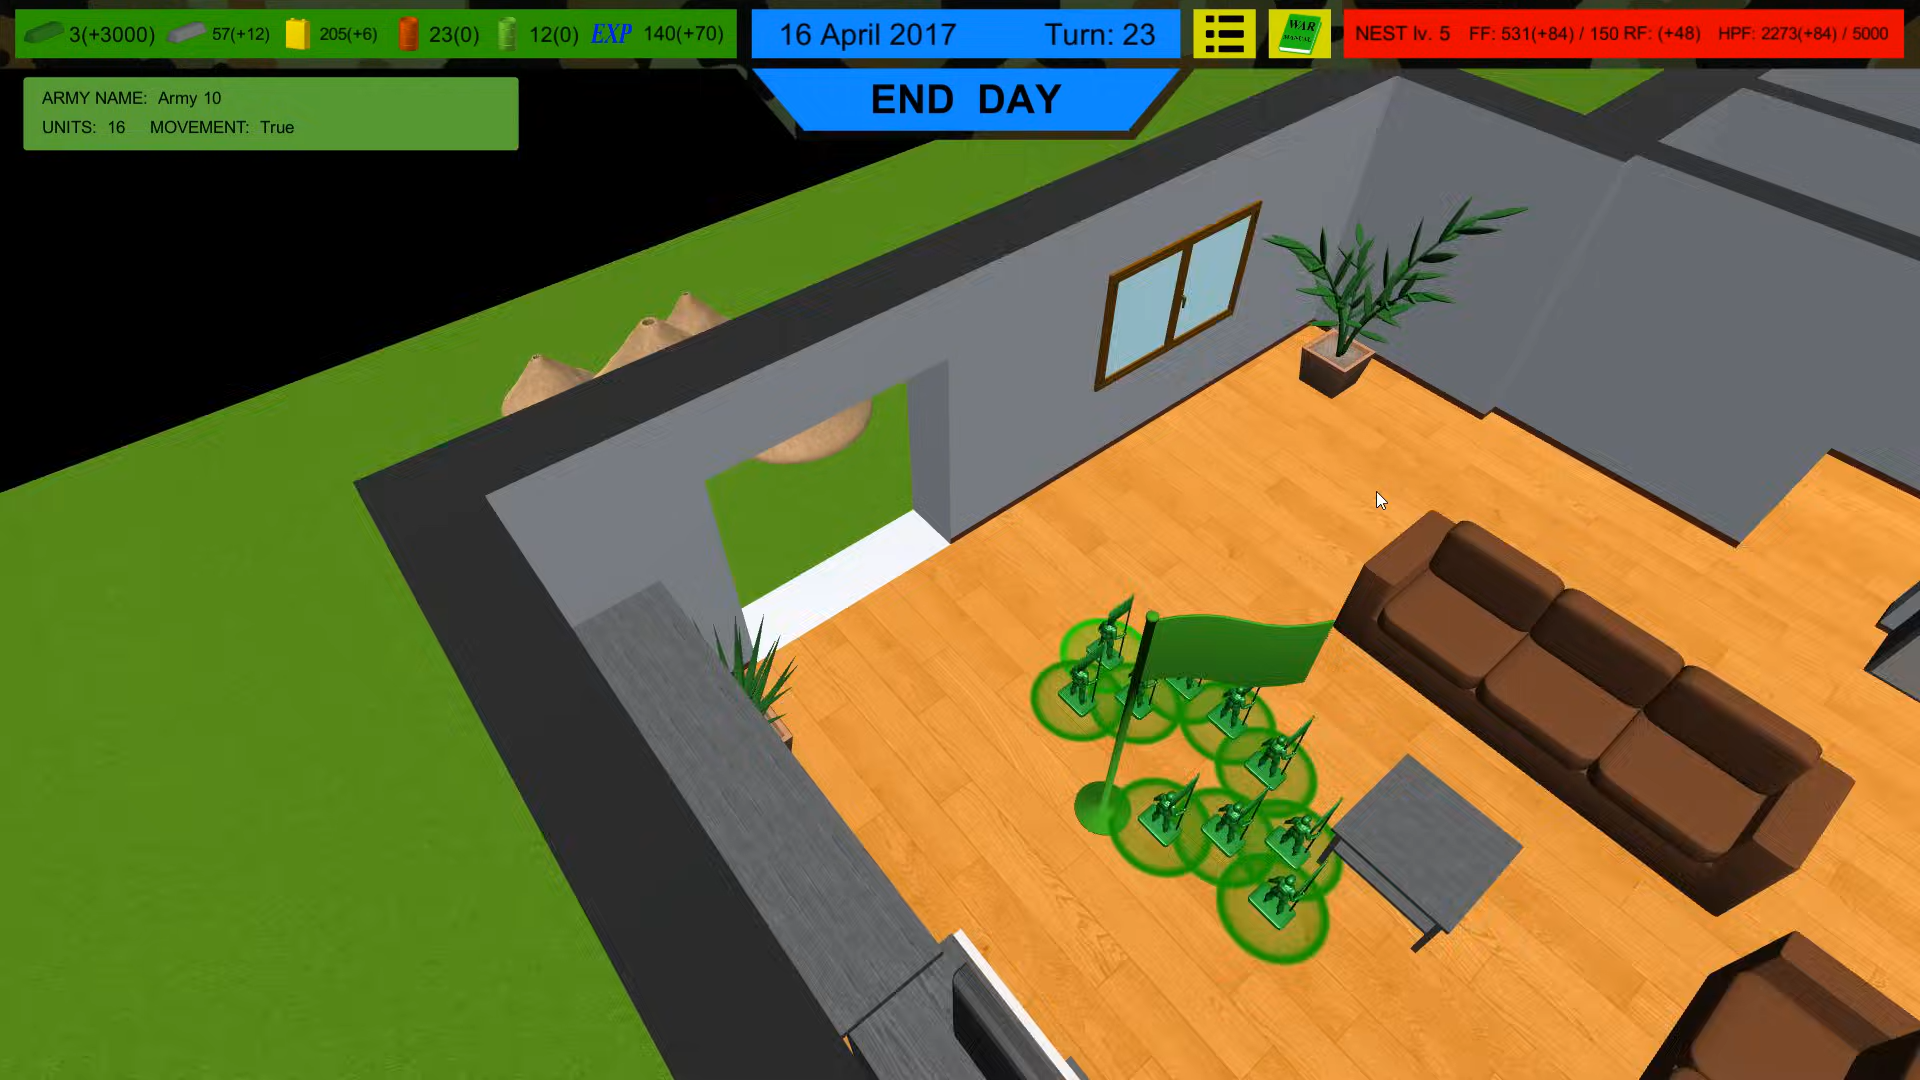 3(+3000) 57(+12) 205(+6) 23(0) 12(0) EXP 140(+70)
16 April 2017 Turn: 23
WAR MANUAL
NEST lv. 5 FF: 531(+84) / 150 RF: (+48) HPF: 2273(+84) / 5000
END DAY
ARMY NAME: Army 10
UNITS: 16 MOVEMENT: True